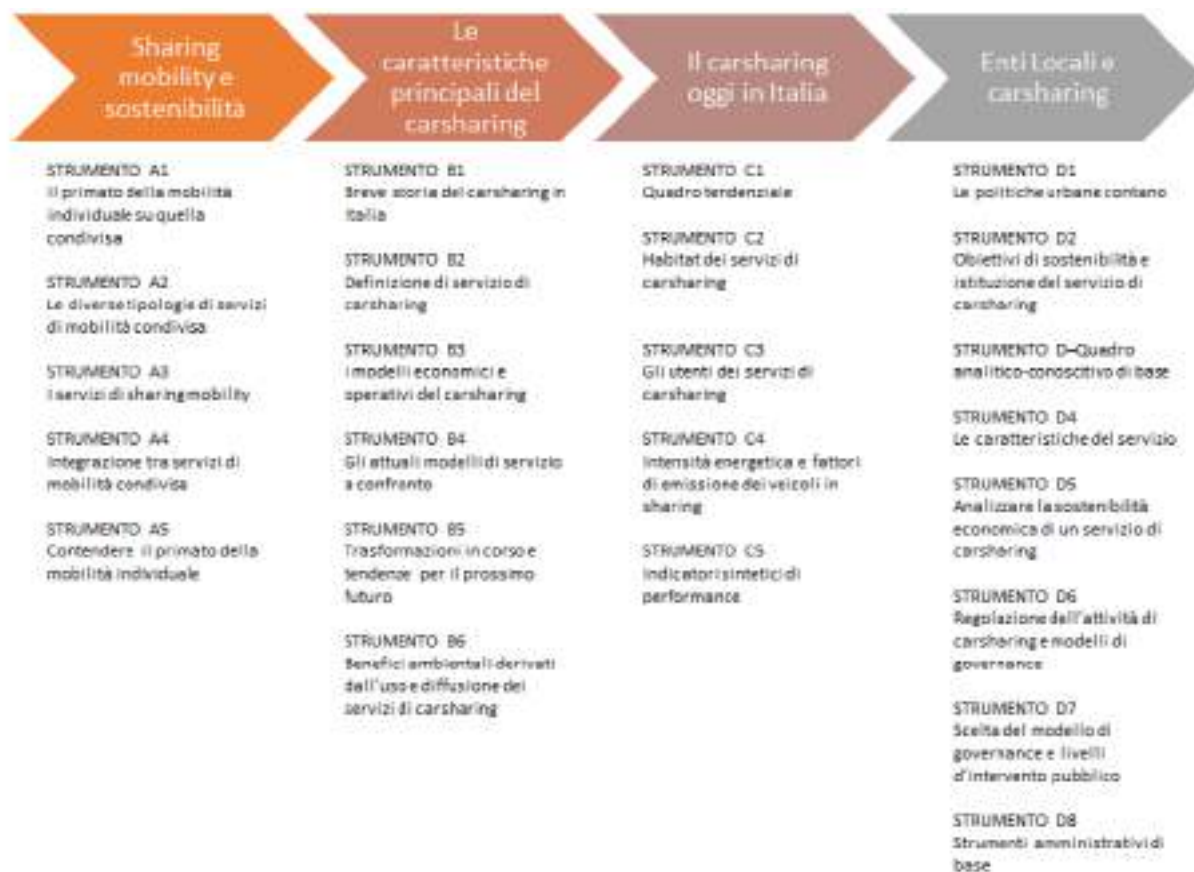 Sharing
mobility e
sostenibilità
Le
caratteristiche
principali del
carsharing
Il carsharing
oggi in Italia
Enti Locali e
carsharing
STRUMENTO A1
Il primato della mobilità
individuale su quella
condivisa
STRUMENTO A2
Le diverse tipologie di servizi
di mobilità condivisa
STRUMENTO A3
I servizi di sharing mobility
STRUMENTO A4
Integrazione tra servizi di
mobilità condivisa
STRUMENTO A5
Contendere il primato della
mobilità individuale
STRUMENTO B1
Breve storia del carsharing in
Italia
STRUMENTO B2
Definizione di servizio di
carsharing
STRUMENTO B3
I modelli economici e
operativi del carsharing
STRUMENTO B4
Gli attuali modelli di servizio
a confronto
STRUMENTO B5
Trasformazioni in corso e
tendenze per il prossimo
futuro
STRUMENTO B6
Benefici ambientali derivati
dall'uso e diffusione dei
servizi di carsharing
STRUMENTO C1
Quadro tendenziale
STRUMENTO C2
Habitat dei servizi di
carsharing
STRUMENTO C3
Gli utenti dei servizi di
carsharing
STRUMENTO C4
Intensità energetica e fattori
di emissione dei veicoli in
sharing
STRUMENTO C5
Indicatori sintetici di
performance
STRUMENTO D1
Le politiche urbane contano
STRUMENTO D2
Obiettivi di sostenibilità e
istituzione del servizio di
carsharing
STRUMENTO D–Quadro
analitico-conoscitivo di base
STRUMENTO D4
Le caratteristiche del servizio
STRUMENTO D5
Analizzare la sostenibilità
economica di un servizio di
carsharing
STRUMENTO D6
Regolazione dell'attività di
carsharing e modelli di
governance
STRUMENTO D7
Scelta del modello di
governance e livelli
d'intervento pubblico
STRUMENTO D8
Strumenti amministrativi di
base